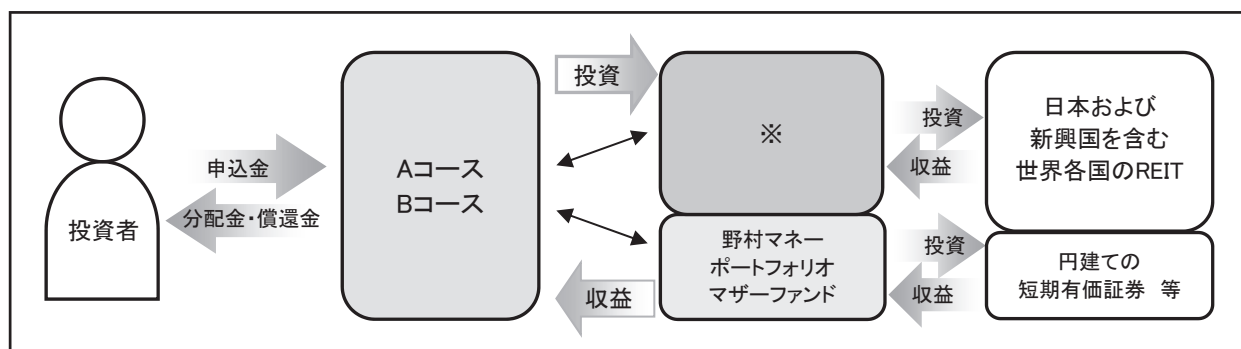 投資者
申込金
分配金・償還金
Aコース
Bコース
投資
収益
※
野村マネー
ポートフォリオ
マザーファンド
投資
収益
投資
収益
日本および
新興国を含む
世界各国のREIT
円建ての
短期有価証券 等